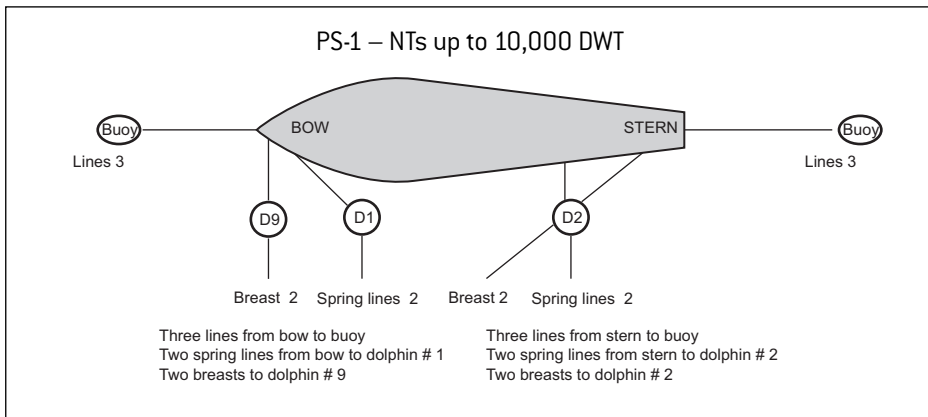 PS-1 – NTs up to 10,000 DWT
Buoy
BOW
STERN
Buoy
Lines 3
Lines 3
D9
D1
D2
Breast 2
Spring lines 2
Breast 2
Spring lines 2
Three lines from bow to buoy
Two spring lines from bow to dolphin # 1
Two breasts to dolphin # 9
Three lines from stern to buoy
Two spring lines from stern to dolphin # 2
Two breasts to dolphin # 2